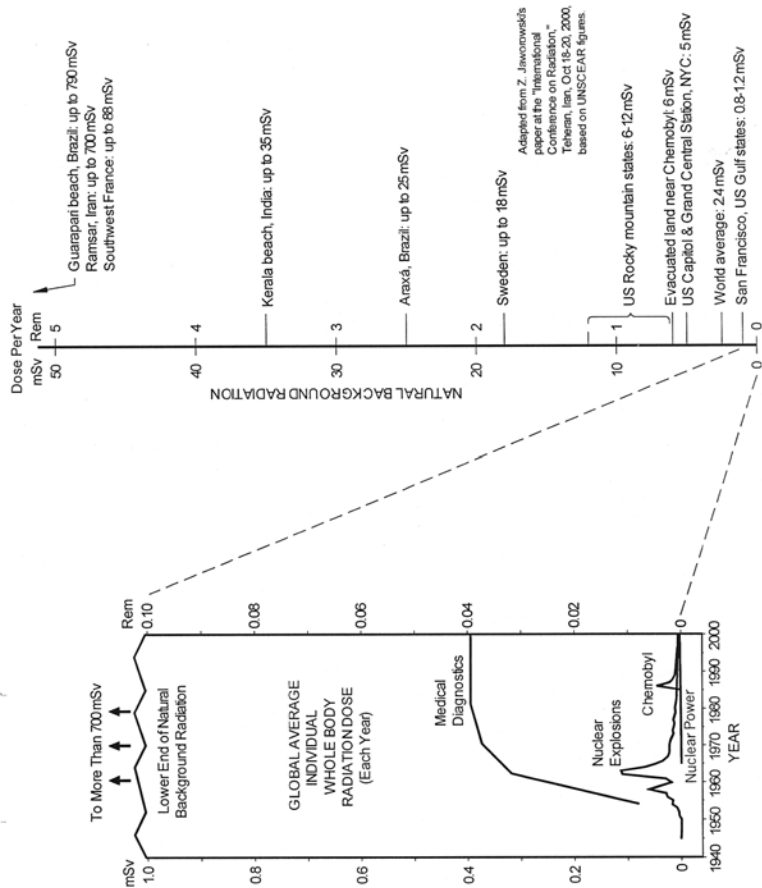 To More Than 700 mSv
mSv
Rem
1.0
0.8
0.6
0.4
0.2
0
0.10
0.08
0.06
0.04
0.02
0
Lower End of Natural
Background Radiation
GLOBAL AVERAGE
INDIVIDUAL
WHOLE BODY
RADIATION DOSE
(Each Year)
Medical
Diagnostics
Nuclear
Explosions
Chernobyl
Nuclear Power
1940 1950 1960 1970 1980 1990 2000
YEAR
Dose Per Year
mSv Rem
50 5
40 4
30 3
20 2
10 1
0 0
NATURAL BACKGROUND RADIATION
Guarapari beach, Brazil: up to 790 mSv
Ramsar, Iran: up to 700 mSv
Southwest France: up to 88 mSv
Kerala beach, India: up to 35 mSv
Araxá, Brazil: up to 25 mSv
Sweden: up to 18 mSv
US Rocky mountain states: 6-12 mSv
Evacuated land near Chernobyl: 6 mSv
US Capitol & Grand Central Station, NYC: 5 mSv
World average: 2.4 mSv
San Francisco, US Gulf states: 0.8-1.2 mSv
Adapted from Z. Jaworowski's
paper at the "International
Conference on Radiation,"
Teheran, Iran, Oct 18-20, 2000,
based on UNSCEAR figures.